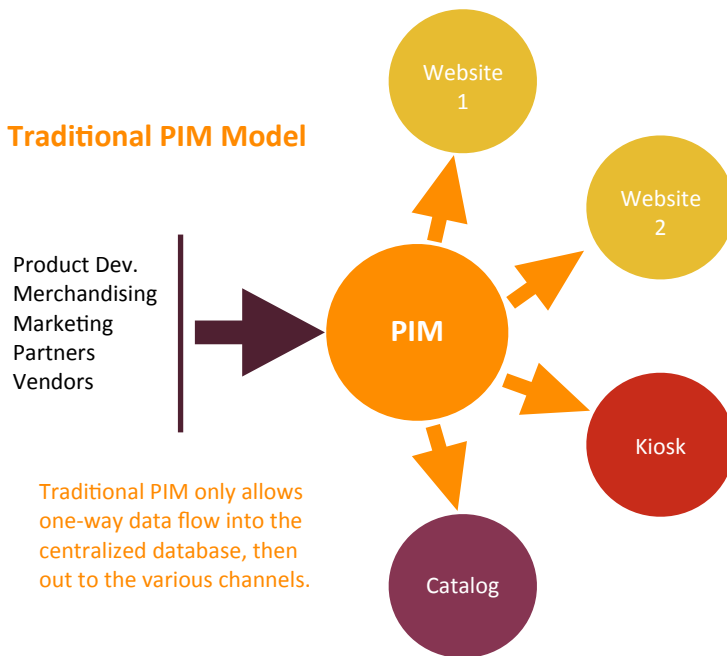 Website
1
Traditional PIM Model
Website
2
Product Dev.
Merchandising
Marketing
Partners
Vendors
PIM
Kiosk
Traditional PIM only allows
one-way data flow into the
centralized database, then
out to the various channels.
Catalog